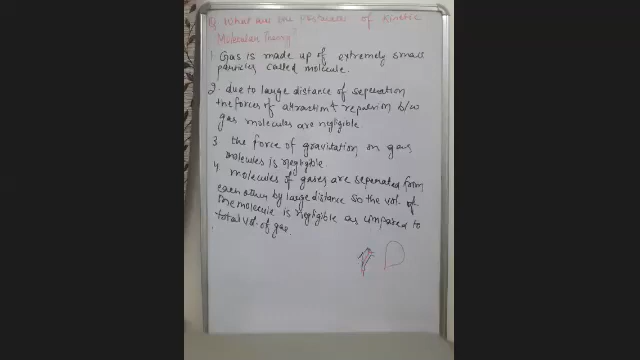 Q What are the postulates of Kinetic
Molecular Theory?
1 Gas is made up of extremely small
particles called molecule.
2. due to large distance of seperation
the forces of attraction & repulsion b/w
gas molecules are negligible
3 the force of gravitation on gas
molecules is negligible
4 molecules of gases are separated from
each other by large distance so the vol. of
the molecule is negligible as compared to
total vol. of gas.